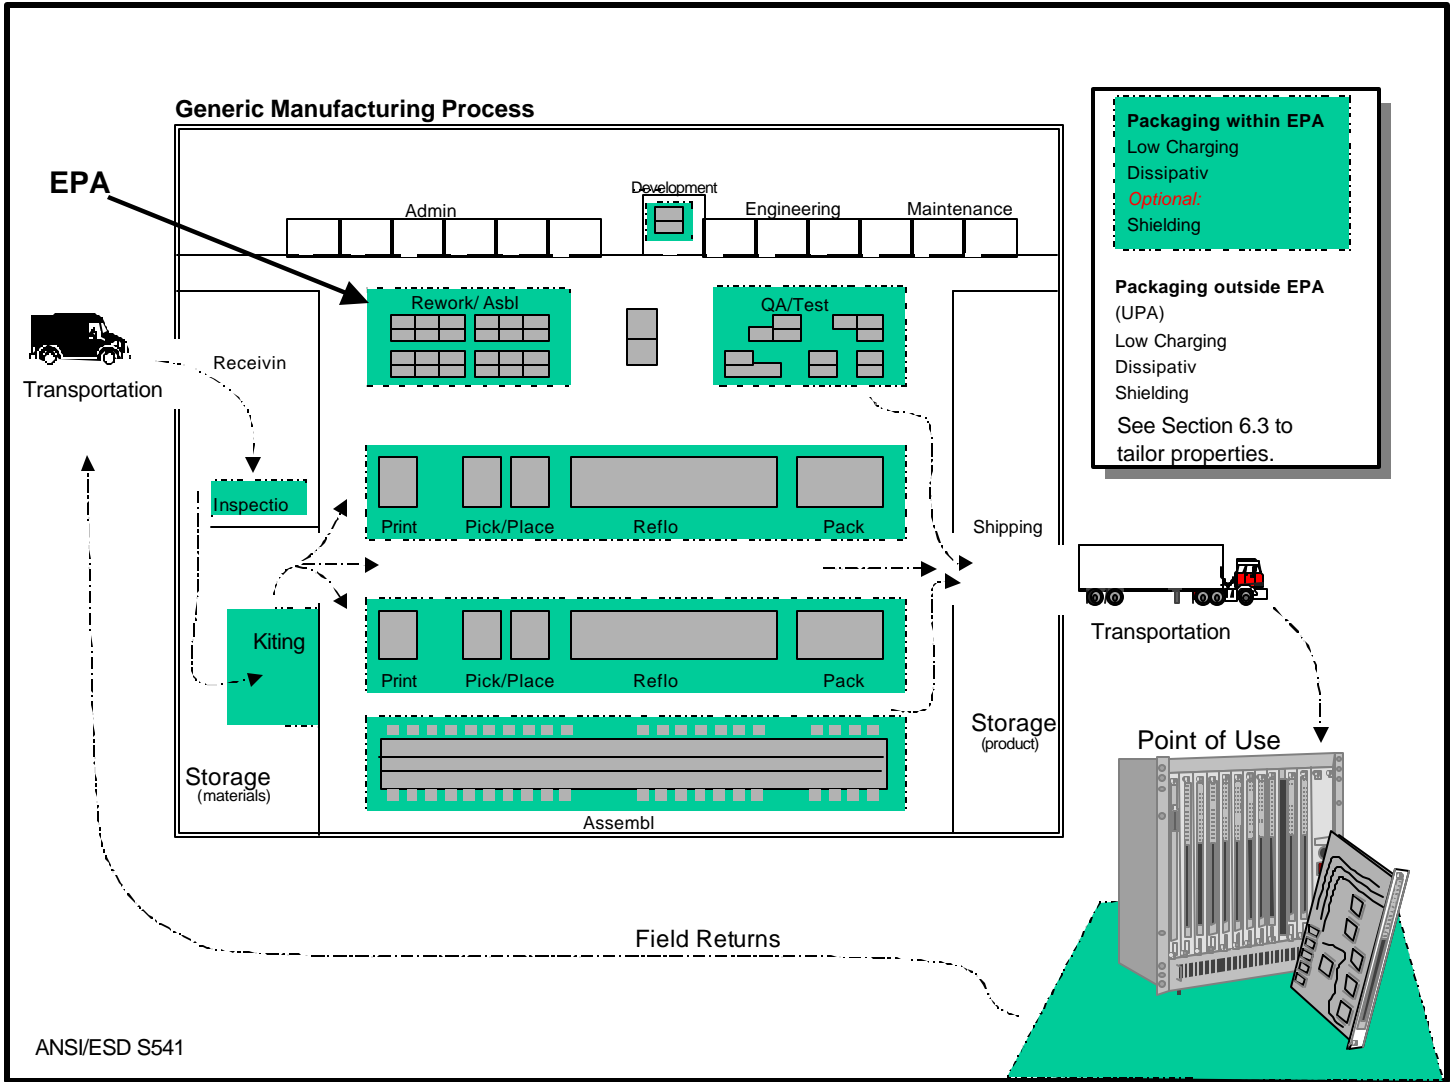 Generic Manufacturing Process
EPA
Development
Admin
Engineering
Maintenance
Rework/ Asbl
QA/Test
Receivin
Transportation
Inspectio
Print
Pick/Place
Reflo
Pack
Shipping
Kiting
Print
Pick/Place
Reflo
Pack
Transportation
Storage
(materials)
Storage
(product)
Assembl
Point of Use
Field Returns
ANSI/ESD S541
Packaging within EPA
Low Charging
Dissipativ
Optional:
Shielding
Packaging outside EPA
(UPA)
Low Charging
Dissipativ
Shielding
See Section 6.3 to
tailor properties.